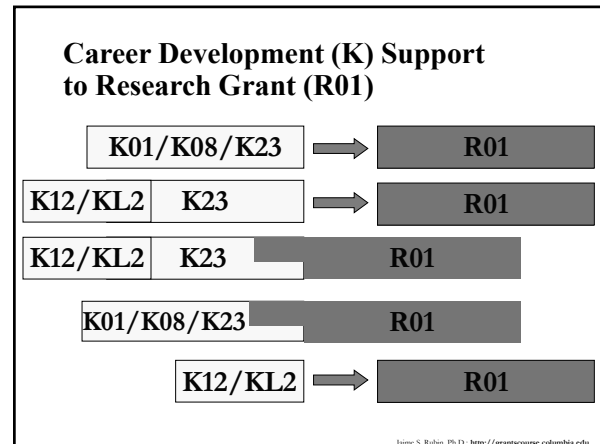 Career Development (K) Support
to Research Grant (R01)
K01/K08/K23 R01
K12/KL2 K23 R01
K12/KL2 K23 R01
K01/K08/K23 R01
K12/KL2 R01
Jaime S. Rubin, Ph.D.; http://grantscourse.columbia.edu